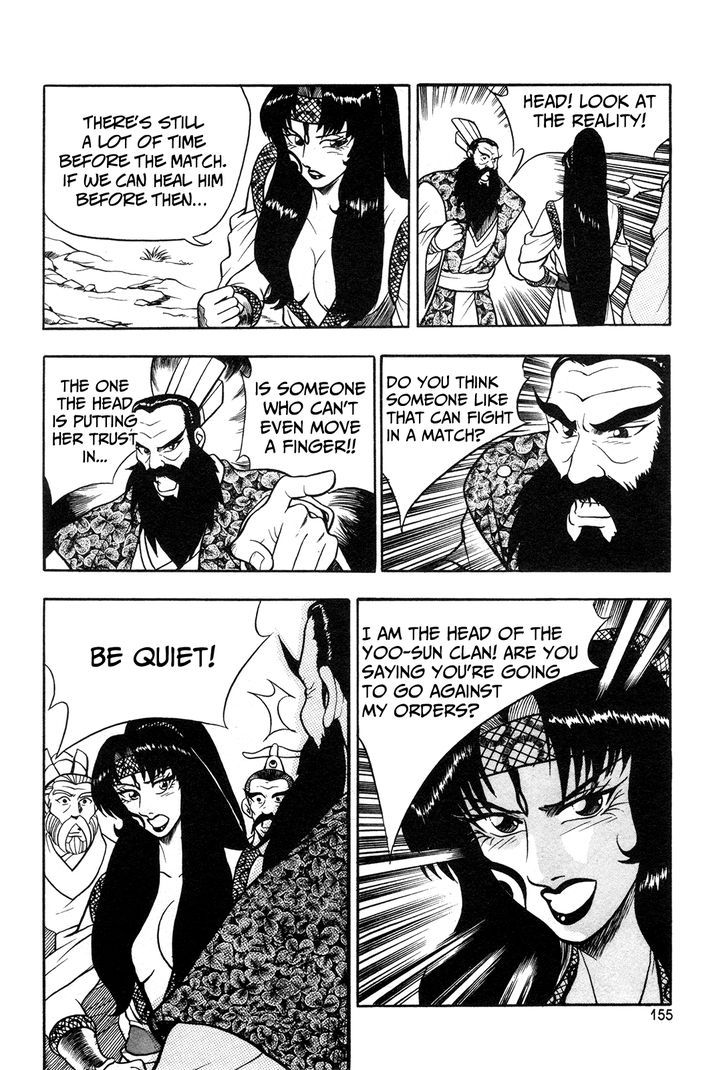 THERE'S STILL
A LOT OF TIME
BEFORE THE MATCH.
IF WE CAN HEAL HIM
BEFORE THEN...
HEAD! LOOK AT
THE REALITY!
THE ONE
THE HEAD
IS PUTTING
HER TRUST
IN...
IS SOMEONE
WHO CAN'T
EVEN MOVE
A FINGER!!
DO YOU THINK
SOMEONE LIKE
THAT CAN FIGHT
IN A MATCH?
BE QUIET!
I AM THE HEAD OF THE
YOO-SUN CLAN! ARE YOU
SAYING YOU'RE GOING
TO GO AGAINST
MY ORDERS?
155